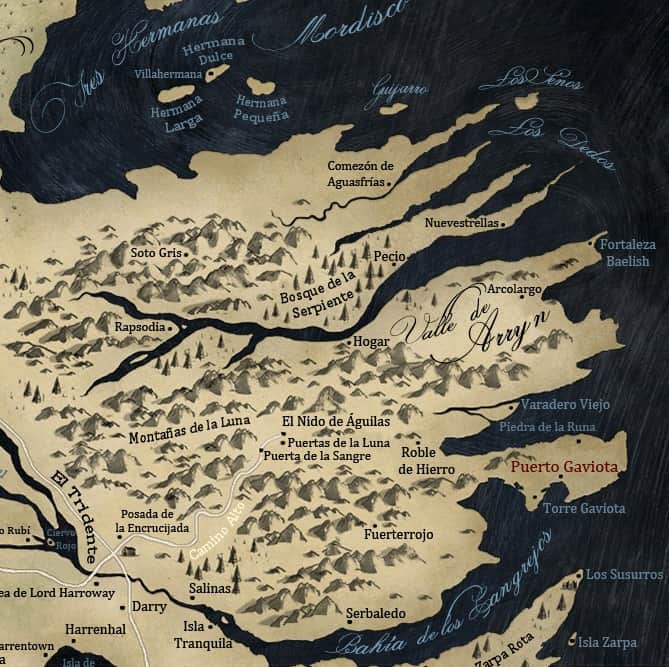 Tres Hermanas
Mordisco
Hermana
Dulce
Villahermana
Hermana
Larga
Hermana
Pequeña
Guijarro
Los Senos
Los Dedos
Comezón de
Aguasfrías
Nuevestrellas
Soto Gris
Pecio
Fortaleza
Baelish
Bosque de la
Serpiente
Arcolargo
Valle de
Arryn
Rapsodia
Hogar
Varadero Viejo
Montañas de la Luna
El Nido de Águilas
Piedra de la Runa
Puertas de la Luna
Puerta de la Sangre
Roble
de Hierro
Puerto Gaviota
El Tridente
Torre Gaviota
Posada de
la Encrucijada
Camino Alto
Fuerterrojo
o Rubí
Ciervo
Rojo
Bahía de los Cangrejos
Los Susurros
ea de Lord Harroway
Salinas
Darry
Serbaledo
Isla
Tranquila
Harrenhal
Zarpa Rota
Isla Zarpa
arrentown
a
Isla de